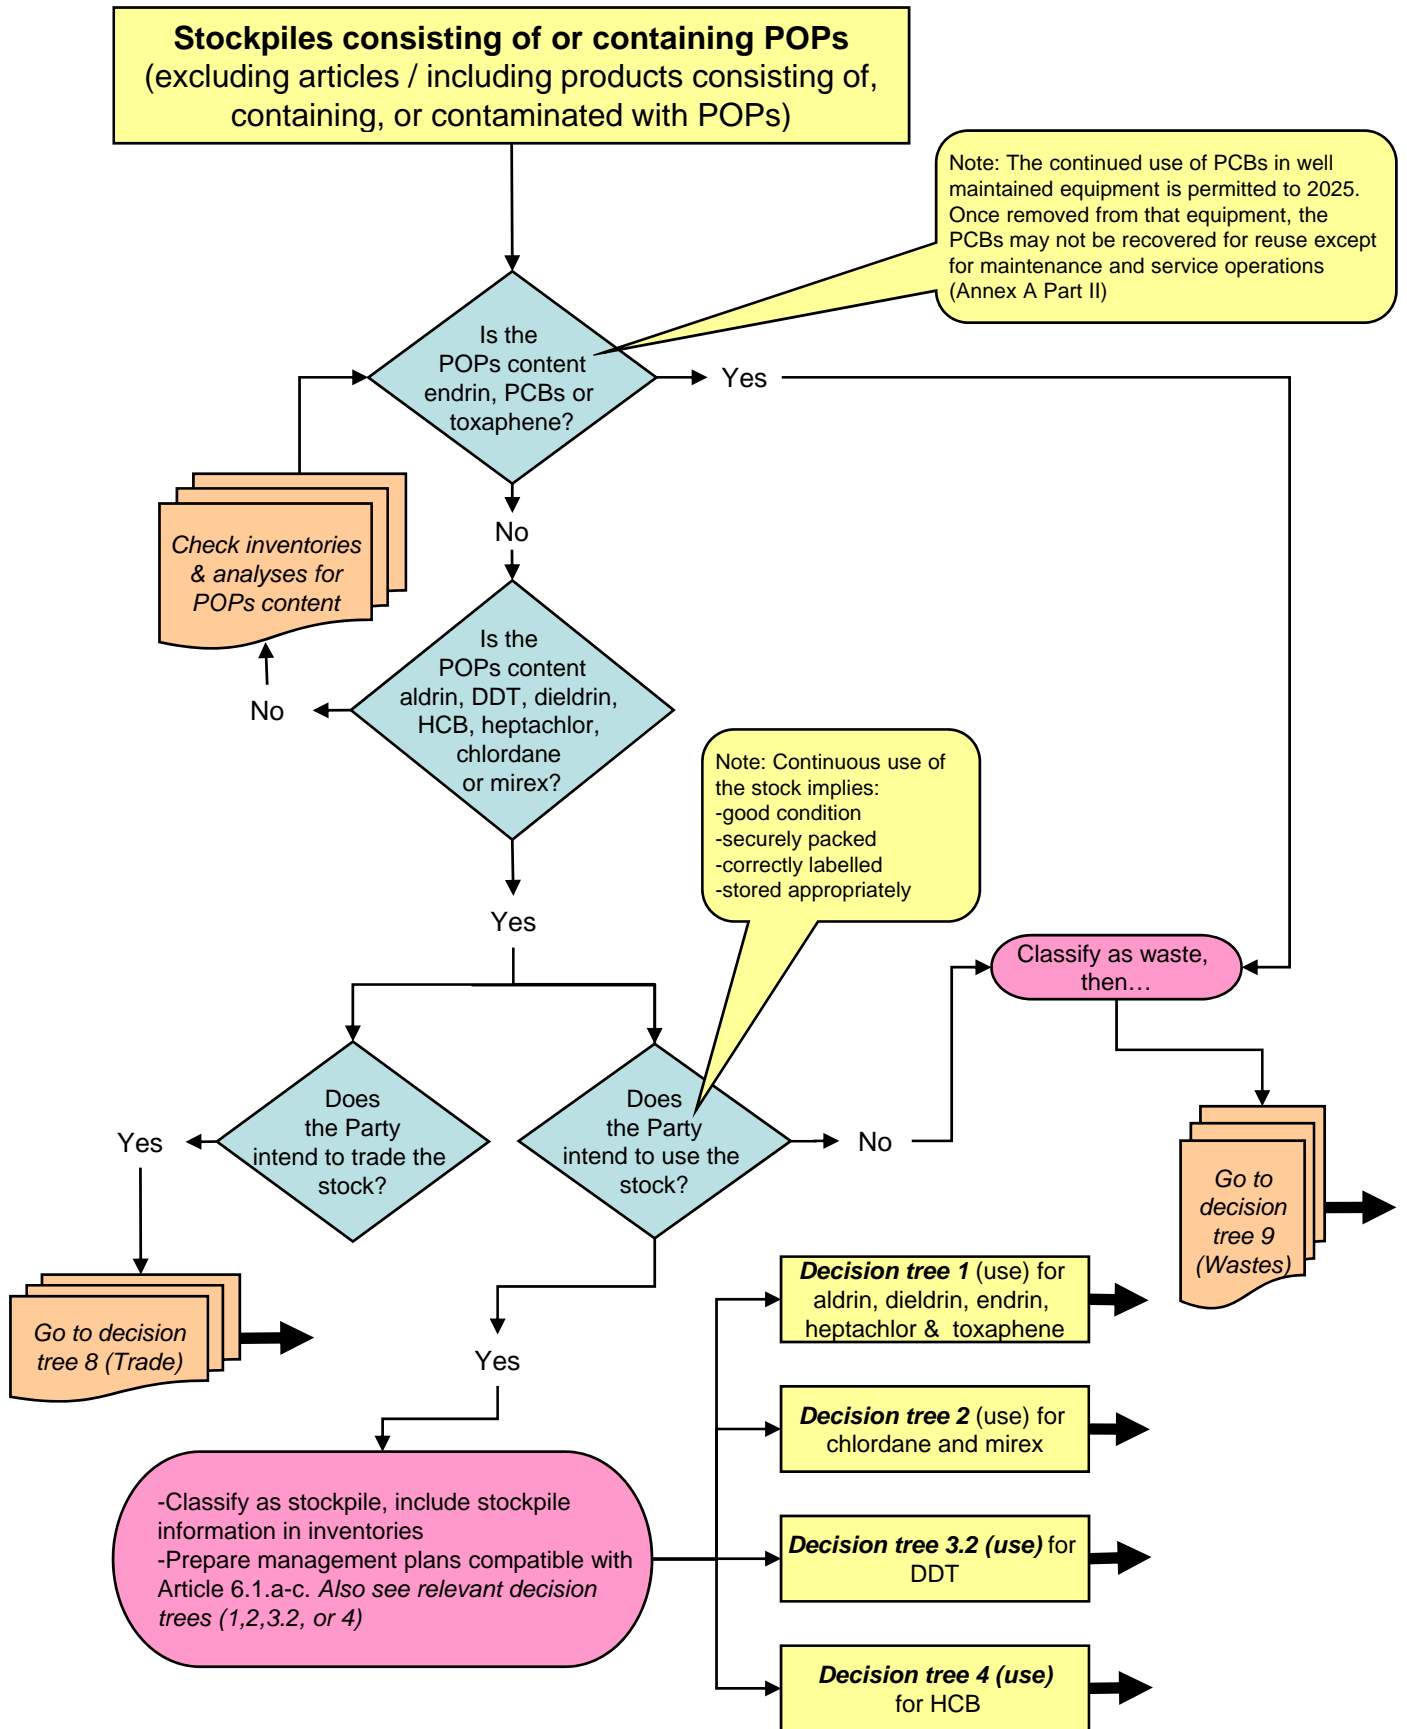 Stockpiles consisting of or containing POPs
(excluding articles / including products consisting of,
containing, or contaminated with POPs)
Note: The continued use of PCBs in well
maintained equipment is permitted to 2025.
Once removed from that equipment, the
PCBs may not be recovered for reuse except
for maintenance and service operations
(Annex A Part II)
Is the
POPs content
endrin, PCBs or
toxaphene?
Yes
No
Check inventories
& analyses for
POPs content
Is the
POPs content
aldrin, DDT, dieldrin,
HCB, heptachlor,
chlordane
or mirex?
No
Note: Continuous use of
the stock implies:
-good condition
-securely packed
-correctly labelled
-stored appropriately
Yes
Classify as waste,
then…
Does
the Party
intend to trade the
stock?
Does
the Party
intend to use the
stock?
Yes
No
Go to
decision
tree 9
(Wastes)
Go to decision
tree 8 (Trade)
Yes
Decision tree 1 (use) for
aldrin, dieldrin, endrin,
heptachlor & toxaphene
Decision tree 2 (use) for
chlordane and mirex
-Classify as stockpile, include stockpile
information in inventories
-Prepare management plans compatible with
Article 6.1.a-c. Also see relevant decision
trees (1,2,3.2, or 4)
Decision tree 3.2 (use) for
DDT
Decision tree 4 (use)
for HCB